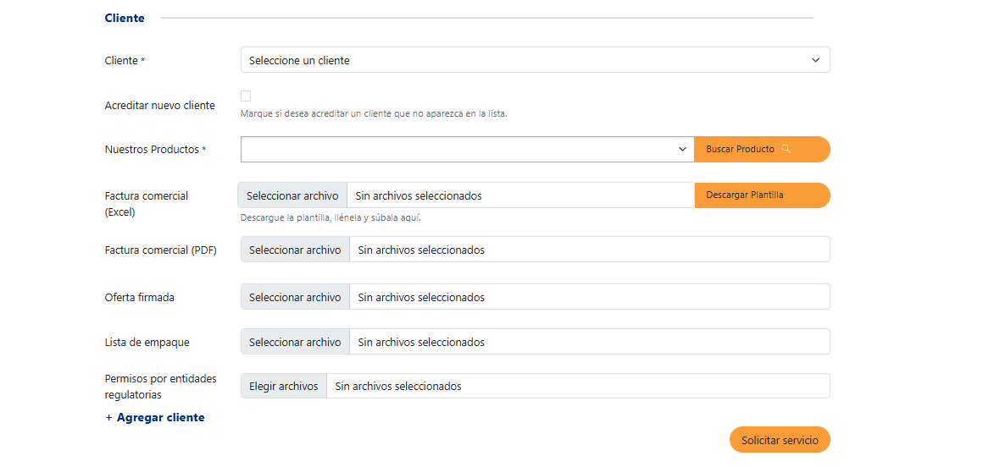 Cliente
Cliente *
Seleccione un cliente
Acreditar nuevo cliente
Marque si desea acreditar un cliente que no aparezca en la lista.
Nuestros Productos *
Buscar Producto
Factura comercial
(Excel)
Seleccionar archivo
Sin archivos seleccionados
Descargar Plantilla
Descargue la plantilla, llénela y súbala aquí.
Factura comercial (PDF)
Seleccionar archivo
Sin archivos seleccionados
Oferta firmada
Seleccionar archivo
Sin archivos seleccionados
Lista de empaque
Seleccionar archivo
Sin archivos seleccionados
Permisos por entidades
regulatorias
Elegir archivos
Sin archivos seleccionados
+ Agregar cliente
Solicitar servicio